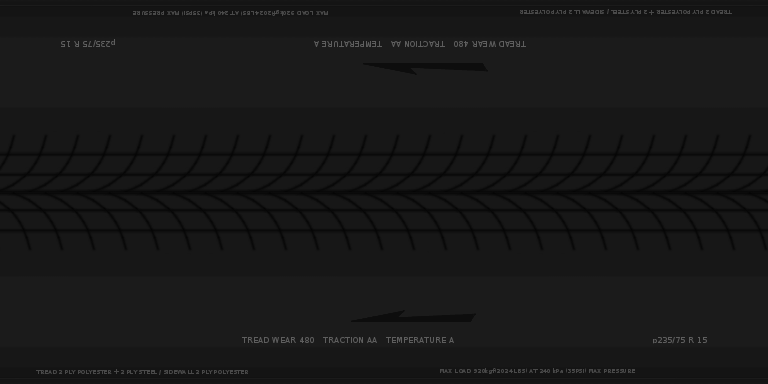 MAX LOAD 920kgf(2024LBS) AT 240 kPa (35PSI) MAX PRESSURE
TREAD 2 PLY POLYESTER + 2 PLY STEEL / SIDEWALL 2 PLY POLYESTER
p235/75 R 15
TREAD WEAR 480 TRACTION AA TEMPERATURE A
TREAD WEAR 480 TRACTION AA TEMPERATURE A
p235/75 R 15
TREAD 2 PLY POLYESTER + 2 PLY STEEL / SIDEWALL 2 PLY POLYESTER
MAX LOAD 920kgf(2024LBS) AT 240 kPa (35PSI) MAX PRESSURE